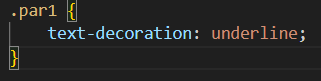 .par1 {
    text-decoration: underline;
}